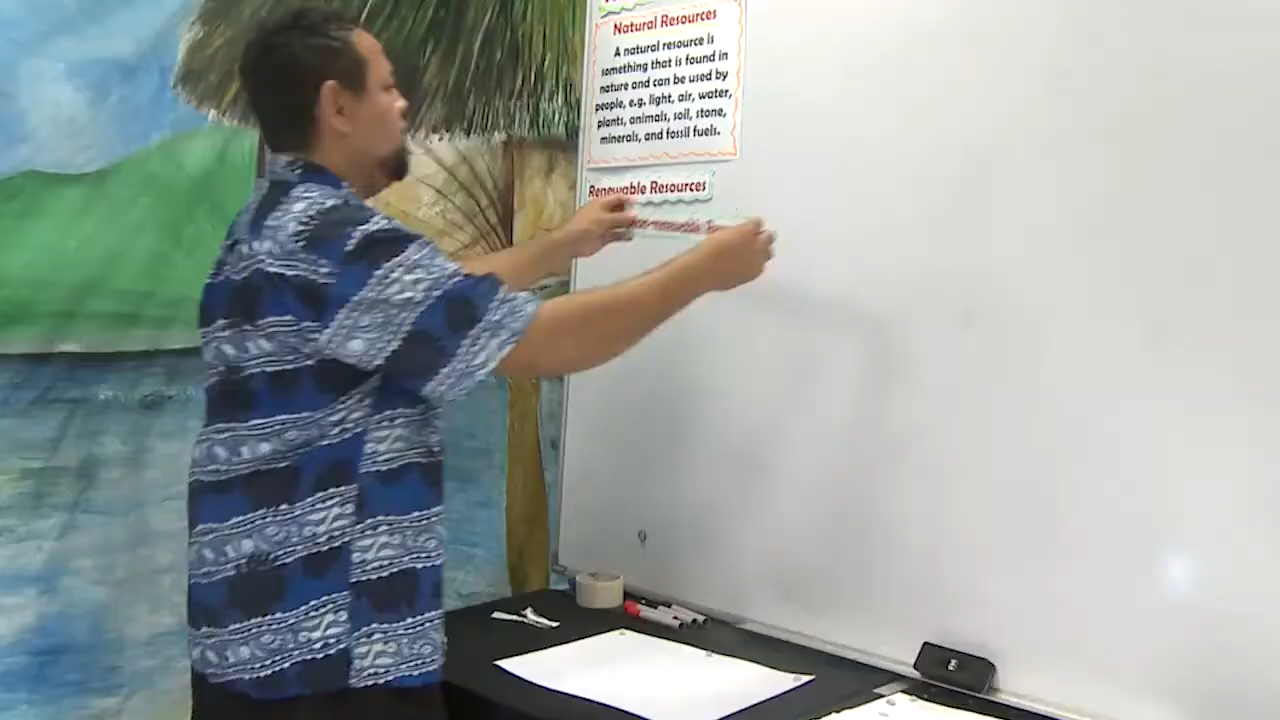 Natural Resources
A natural resource is
something that is found in
nature and can be used by
people, e.g. light, air, water,
plants, animals, soil, stone,
minerals, and fossil fuels.
Renewable Resources